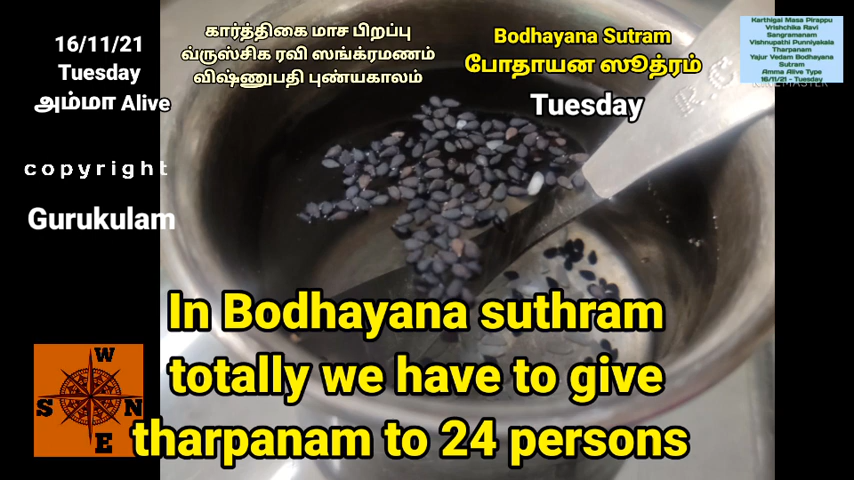 16/11/21
Tuesday
அம்மா Alive
copyright
Gurukulam
கார்த்திகை மாச பிறப்பு
வ்ருஸ்சிக ரவி ஸங்க்ரமணம்
விஷ்ணுபதி புண்யகாலம்
Bodhayana Sutram
போதாயன ஸூத்ரம்
Tuesday
Karthigai Masa Pirappu
Vrishchika Ravi
Sangramanam
Vishnupathi Punniyakala
Tharpanam
Yajur Vedam Bodhayana
Sutram
Amma Alive Type
16/11/21 - Tuesday
R.G
In Bodhayana suthram
totally we have to give
tharpanam to 24 persons
W
S N
E